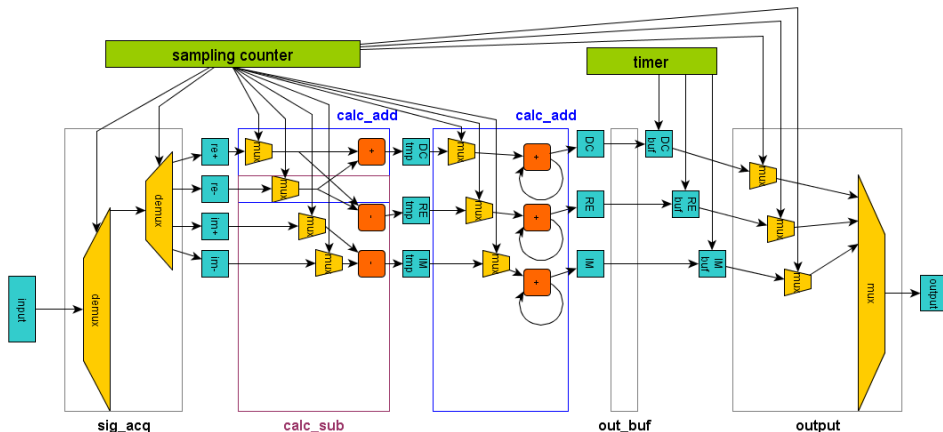 sampling counter
timer
calc_add
calc_add
re+
mux
+
DC
tmp
mux
+
DC
DC
buf
mux
demux
re-
mux
-
RE
tmp
mux
+
RE
RE
buf
mux
im+
mux
im-
mux
-
IM
tmp
mux
+
IM
IM
buf
mux
input
demux
mux
output
sig_acq
calc_sub
out_buf
output